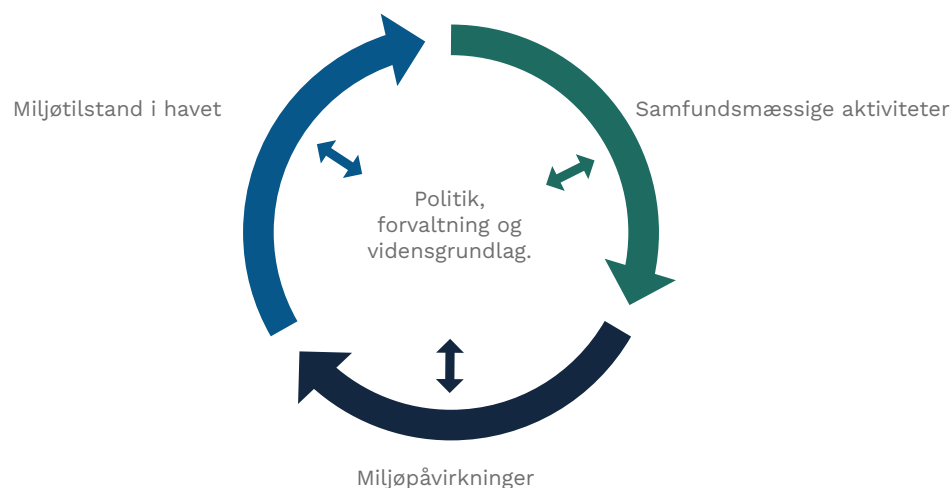 Miljøtilstand i havet
Samfundsmæssige aktiviteter
Politik,
forvaltning og
vidensgrundlag.
Miljøpåvirkninger